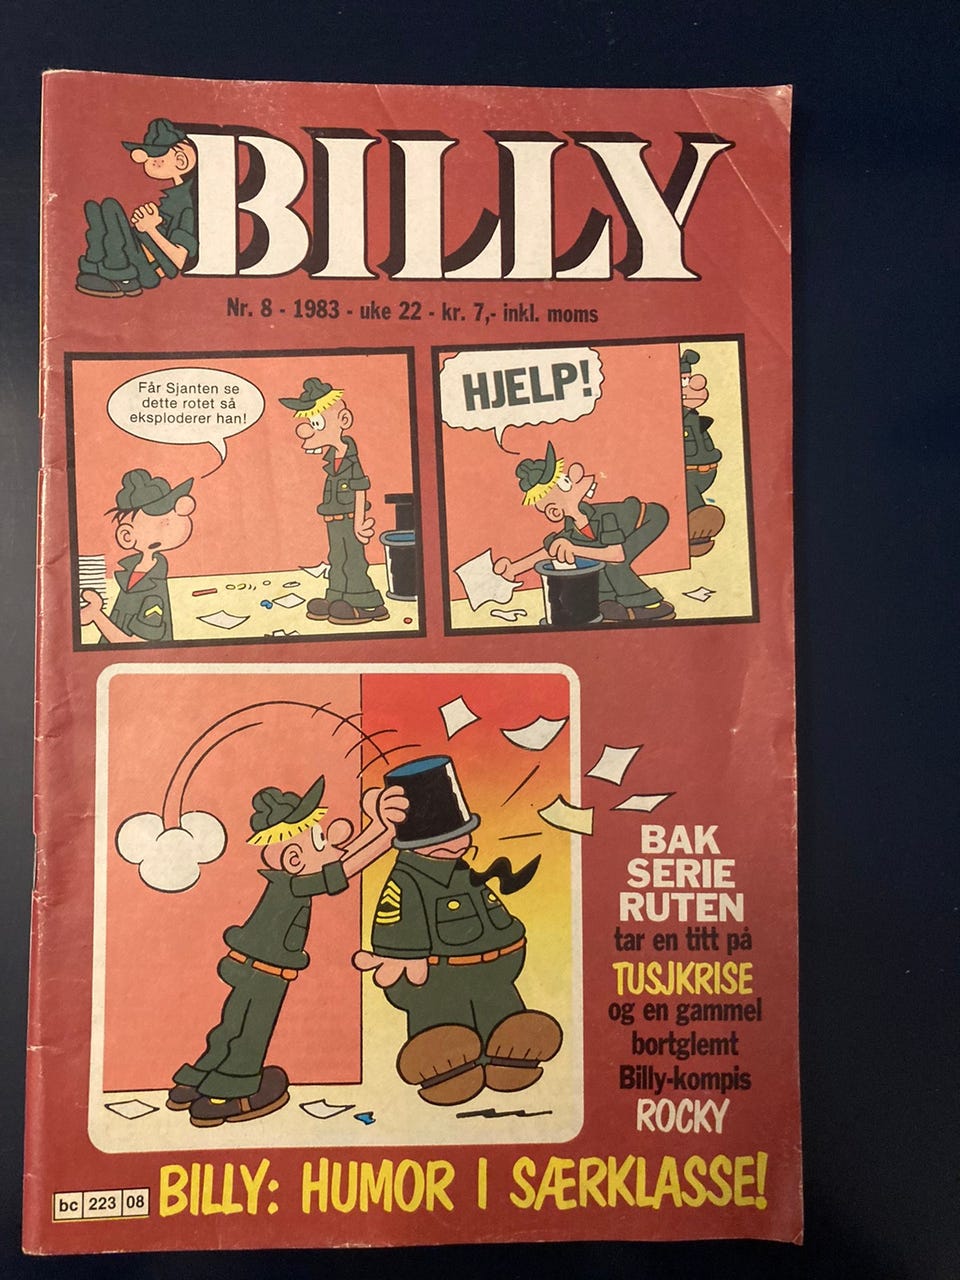 BILLY
Nr. 8 - 1983 - uke 22 - kr. 7,- inkl. moms
Får Sjanten se
dette rotet så
eksploderer han!
HJELP!
BAK
SERIE
RUTEN
tar en titt på
TUSJKRISE
og en gammel
bortglemt
Billy-kompis
ROCKY
bc 223 08
BILLY: HUMOR I SÆRKLASSE!